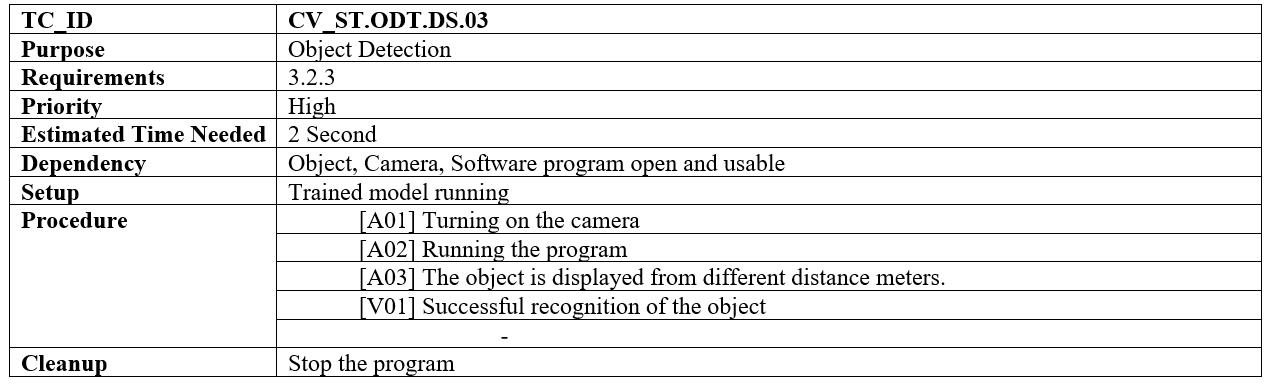 TC_ID CV_ST.ODT.DS.03
Purpose Object Detection
Requirements 3.2.3
Priority High
Estimated Time Needed 2 Second
Dependency Object, Camera, Software program open and usable
Setup Trained model running
Procedure [A01] Turning on the camera
[A02] Running the program
[A03] The object is displayed from different distance meters.
[V01] Successful recognition of the object
-
Cleanup Stop the program